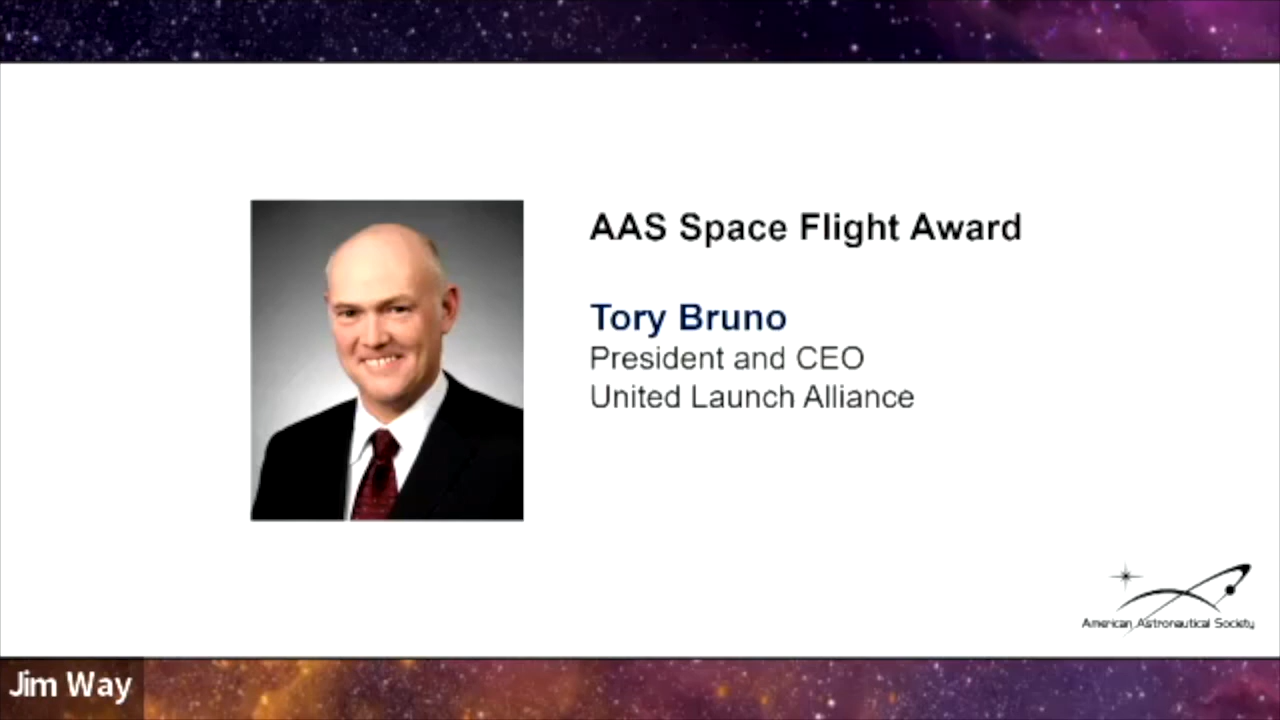 AAS Space Flight Award
Tory Bruno
President and CEO
United Launch Alliance
American Astronautical Society
Jim Way